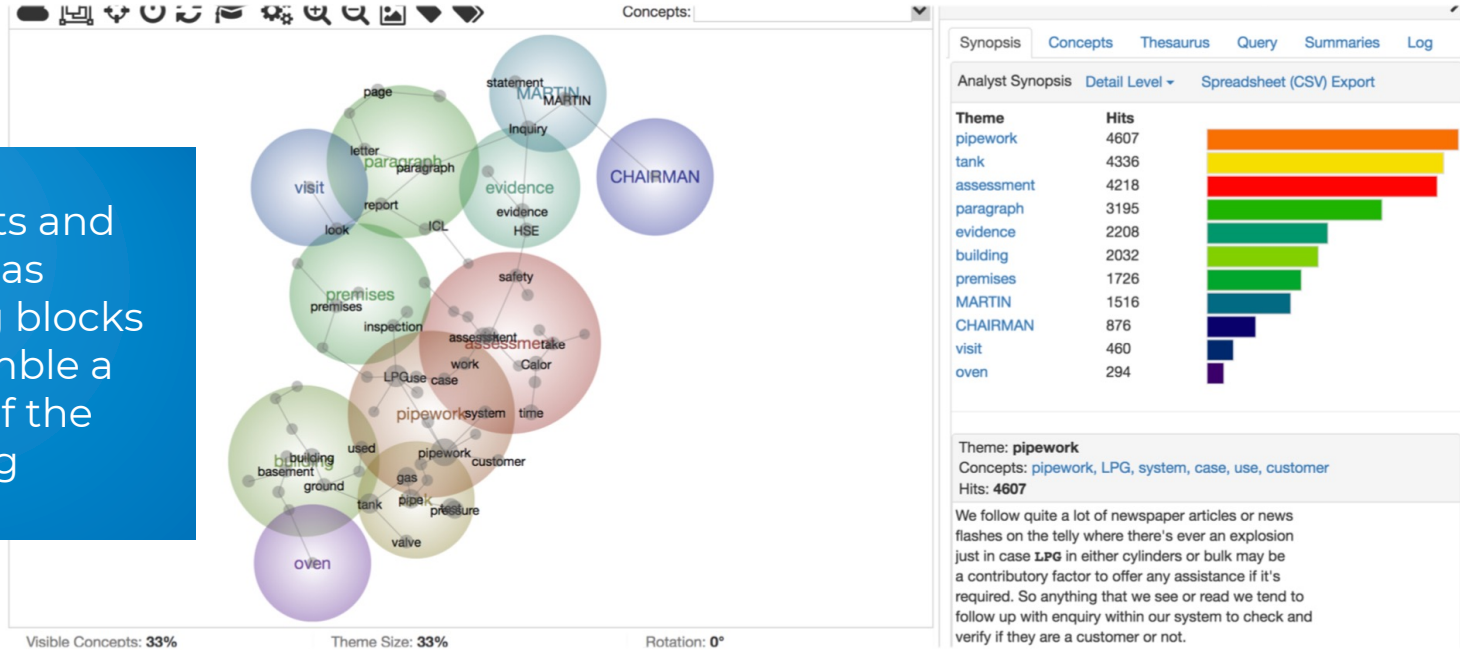 Concepts:
ts and
as
blocks
nble a
f the
g
page
statement
MARTIN
MARTIN
Inquiry
letter
paragraph
paragraph
visit
CHAIRMAN
evidence
report
evidence
look
ICL
HSE
safety
premises
premises
inspection
assessment
assessment
take
work
Calor
LPG
use case
pipework
system
time
used
pipework
building
building
customer
basement
gas
ground
tank
pipe
test
pressure
valve
oven
Visible Concepts: 33%
Theme Size: 33%
Rotation: 0°
Synopsis Concepts Thesaurus Query Summaries Log
Analyst Synopsis Detail Level Spreadsheet (CSV) Export
Theme Hits
pipework 4607
tank 4336
assessment 4218
paragraph 3195
evidence 2208
building 2032
premises 1726
MARTIN 1516
CHAIRMAN 876
visit 460
oven 294
Theme: pipework
Concepts: pipework, LPG, system, case, use, customer
Hits: 4607
We follow quite a lot of newspaper articles or news
flashes on the telly where there's ever an explosion
just in case LPG in either cylinders or bulk may be
a contributory factor to offer any assistance if it's
required. So anything that we see or read we tend to
follow up with enquiry within our system to check and
verify if they are a customer or not.